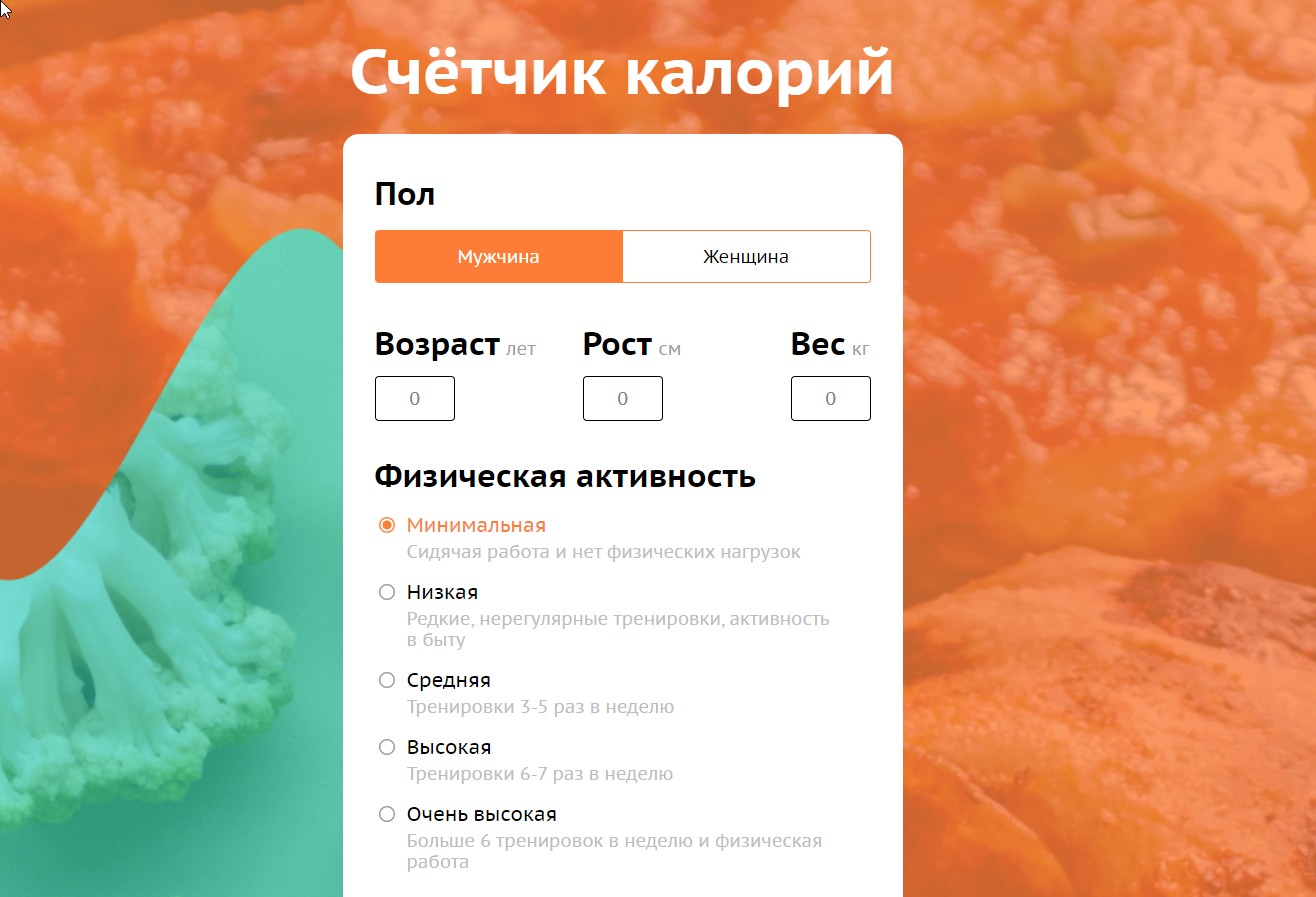 Счётчик калорий
Пол
Мужчина Женщина
Возраст лет Рост см Вес кг
0 0 0
Физическая активность
Минимальная
Сидячая работа и нет физических нагрузок
Низкая
Редкие, нерегулярные тренировки, активность
в быту
Средняя
Тренировки 3-5 раз в неделю
Высокая
Тренировки 6-7 раз в неделю
Очень высокая
Больше 6 тренировок в неделю и физическая
работа